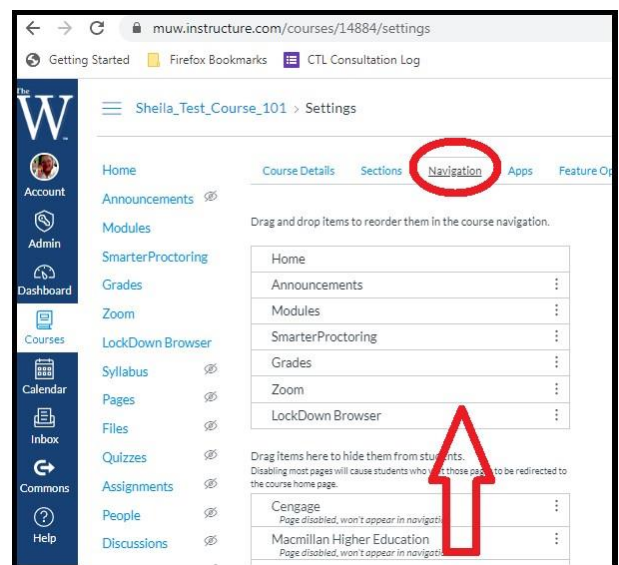 muw.instructure.com/courses/14884/settings
Getting Started Firefox Bookmarks CTL Consultation Log
The
W
Sheila_Test_Course_101 > Settings
Account
Admin
Dashboard
Courses
Calendar
Inbox
Commons
Help
Home
Announcements
Modules
SmarterProctoring
Grades
Zoom
LockDown Browser
Syllabus
Pages
Files
Quizzes
Assignments
People
Discussions
Course Details Sections Navigation Apps Feature Op
Drag and drop items to reorder them in the course navigation.
Home
Announcements
Modules
SmarterProctoring
Grades
Zoom
LockDown Browser
Drag items here to hide them from students.
Disabling most pages will cause students who visit those pages to be redirected to
the course home page.
Cengage
Page disabled, won't appear in navigation
Macmillan Higher Education
Page disabled, won't appear in navigation